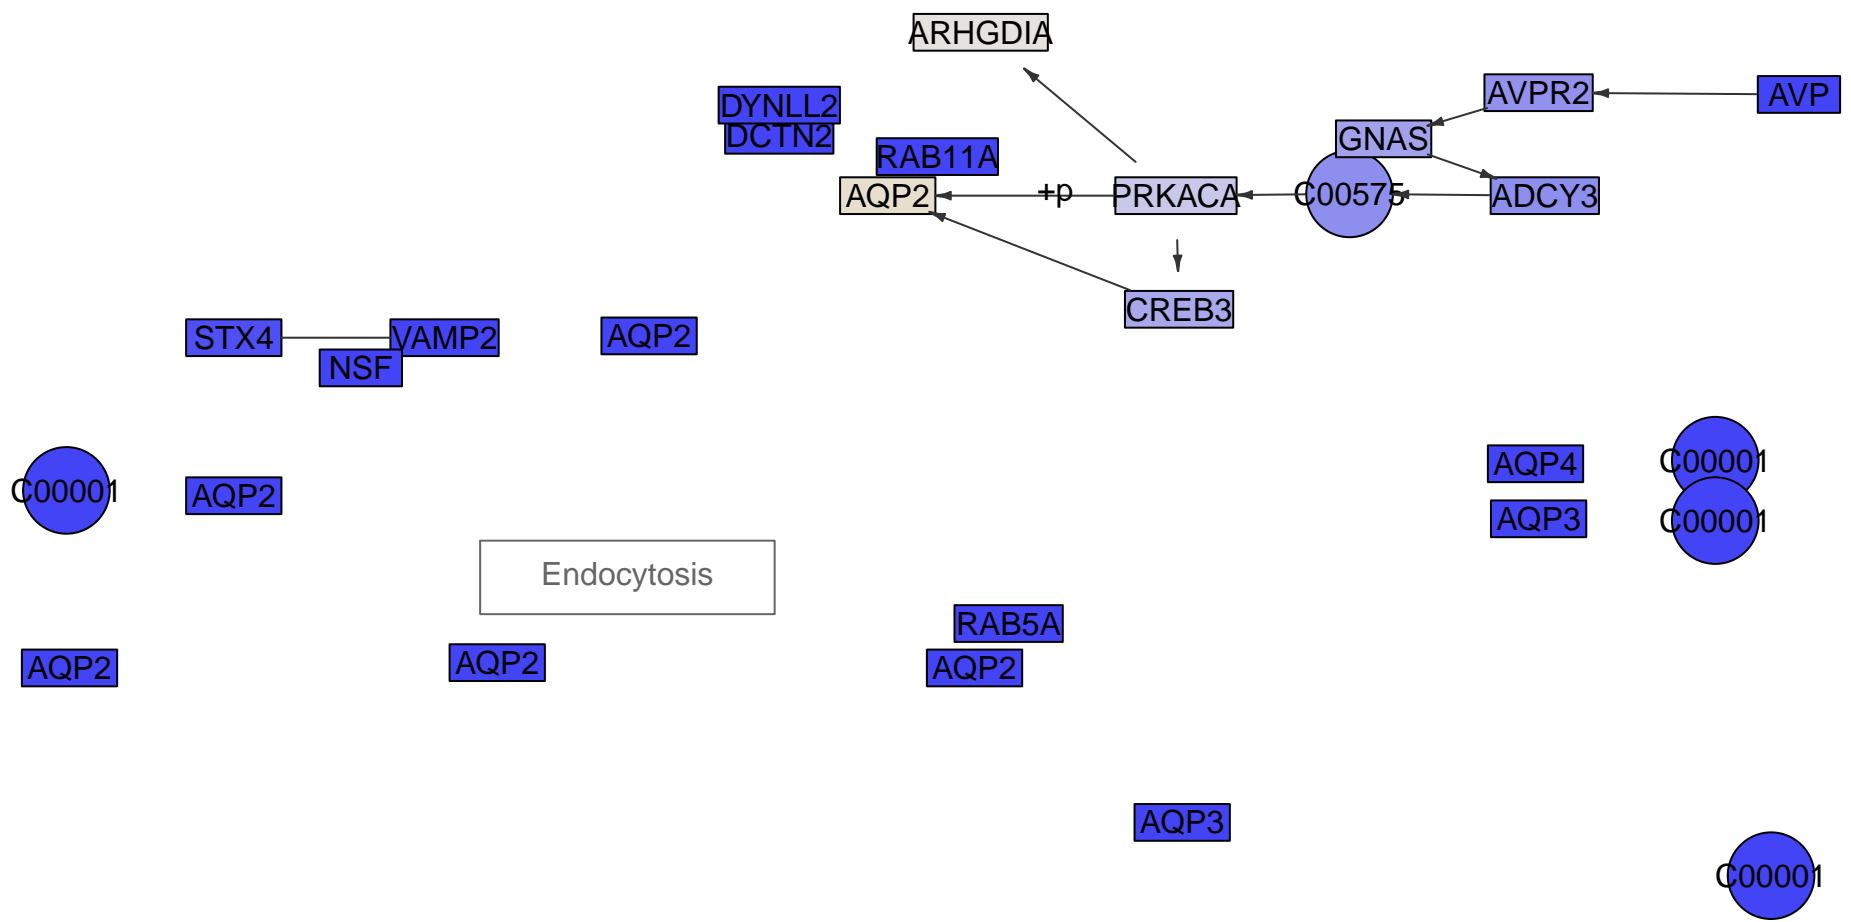 ARHGDIA
DYNLL2
AVPR2
AVP
DCTN2
GNAS
RAB11A
AQP2
+p
PRKACA
C00575
ADCY3
CREB3
STX4
VAMP2
AQP2
NSF
C00001
AQP4
C00001
AQP2
AQP3
C00001
Endocytosis
RAB5A
AQP2
AQP2
AQP2
AQP3
C00001